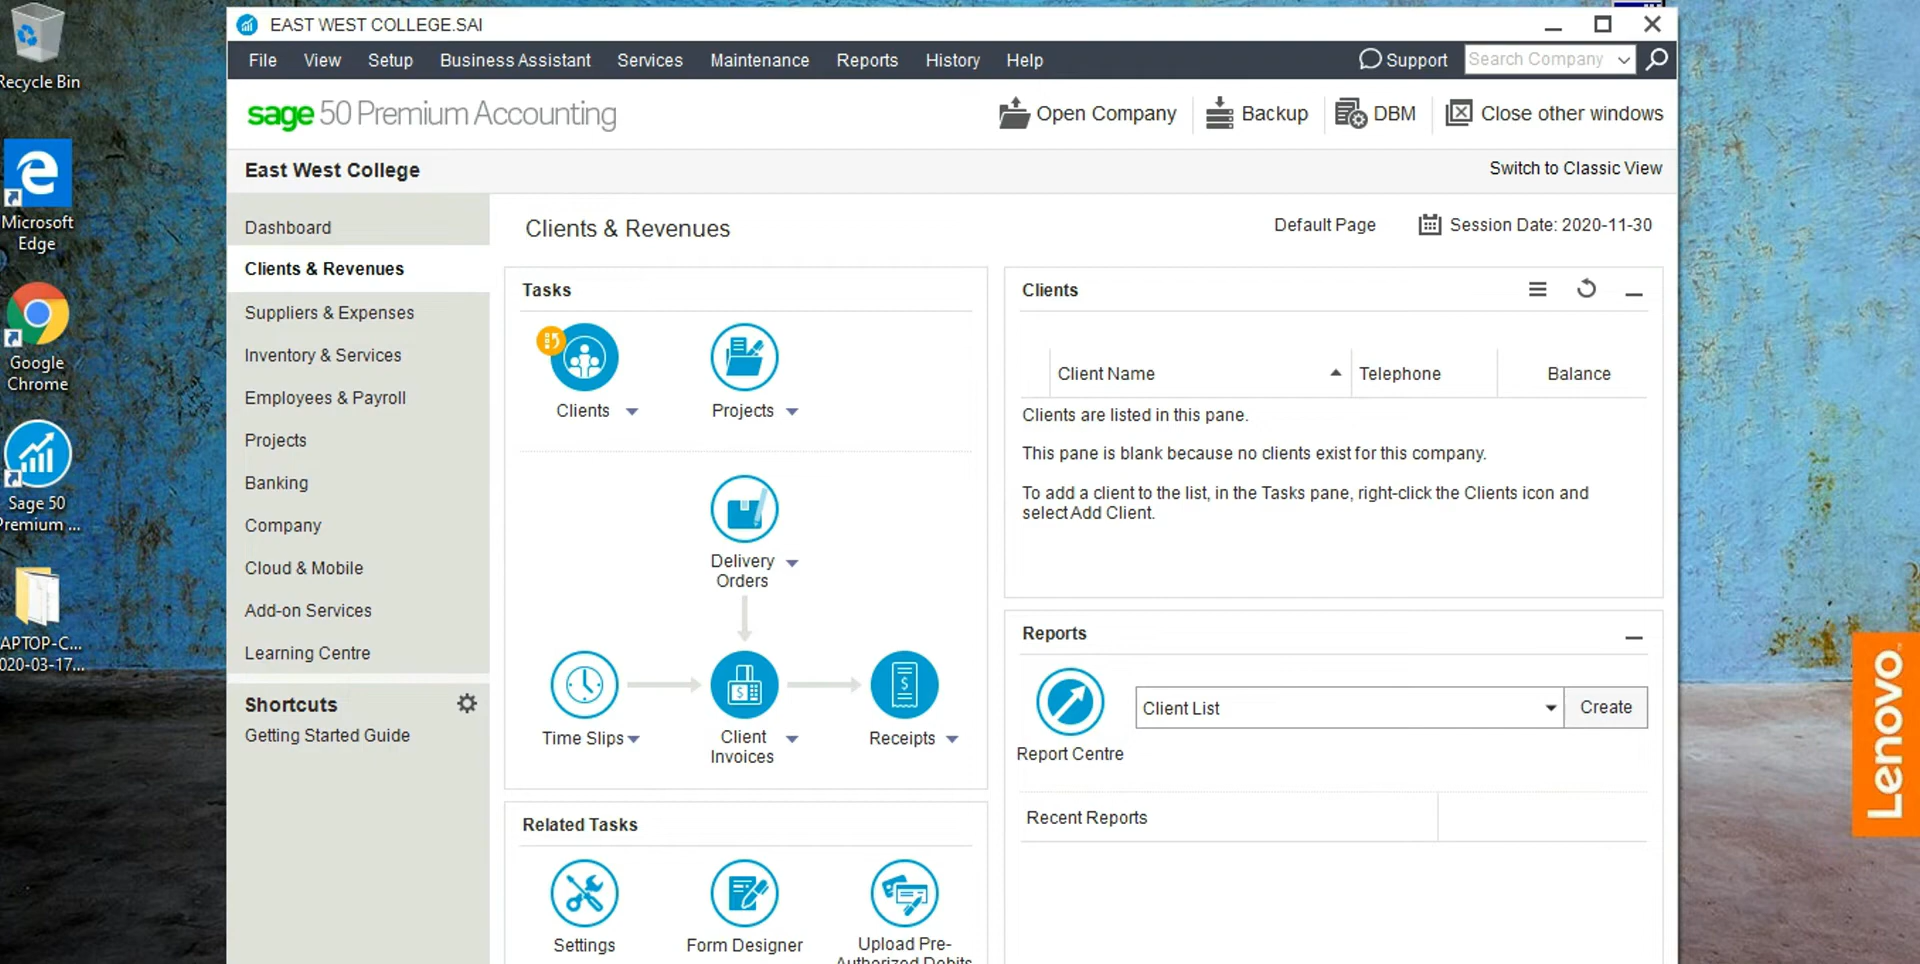 Recycle Bin
Microsoft
Edge
Google
Chrome
Sage 50
Premium ...
APTOP-C...
020-03-17...
EAST WEST COLLEGE.SAI
File View Setup Business Assistant Services Maintenance Reports History Help Support Search Company
sage 50 Premium Accounting Open Company Backup DBM Close other windows
East West College Switch to Classic View
Dashboard
Clients & Revenues
Suppliers & Expenses
Inventory & Services
Employees & Payroll
Projects
Banking
Company
Cloud & Mobile
Add-on Services
Learning Centre
Shortcuts
Getting Started Guide
Clients & Revenues Default Page Session Date: 2020-11-30
Tasks
Clients Projects
Delivery
Orders
Time Slips Client
Invoices Receipts
Related Tasks
Settings Form Designer Upload Pre-
Authorized Debits
Clients
Client Name Telephone Balance
Clients are listed in this pane.
This pane is blank because no clients exist for this company.
To add a client to the list, in the Tasks pane, right-click the Clients icon and
select Add Client.
Reports
Report Centre Client List Create
Recent Reports
Lenovo